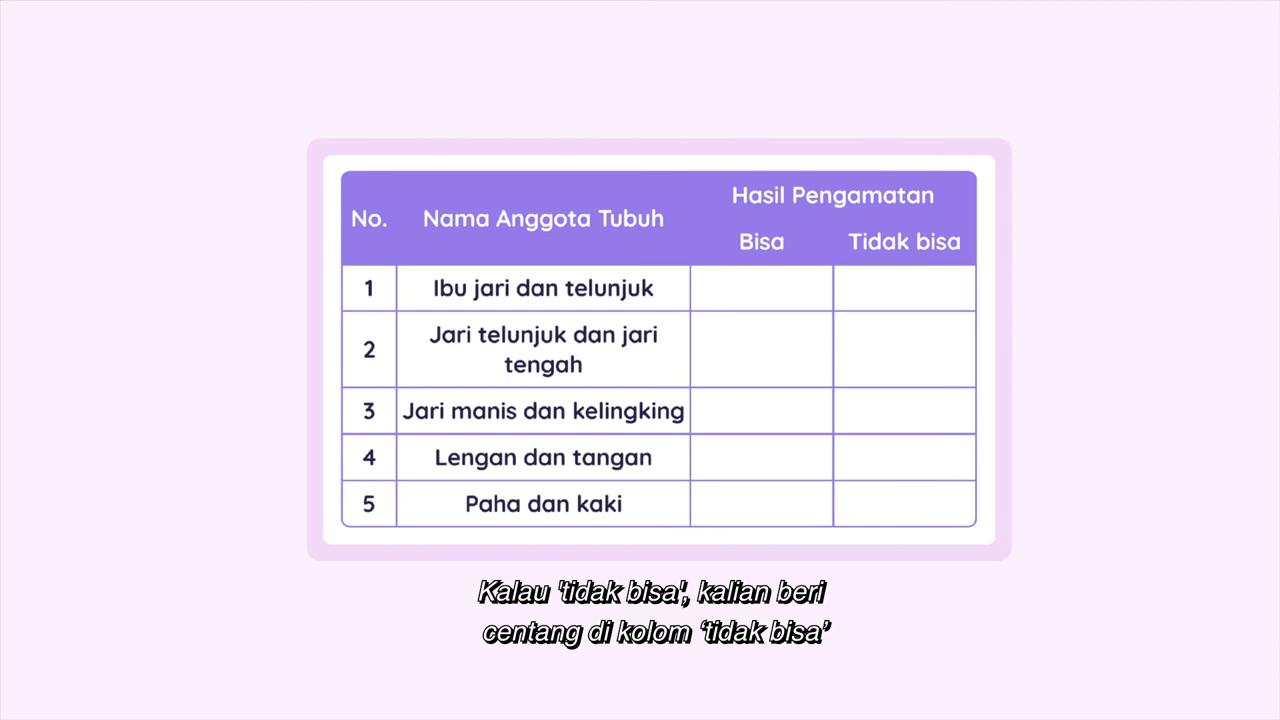 No.
Nama Anggota Tubuh
Hasil Pengamatan
Bisa
Tidak bisa
1
Ibu jari dan telunjuk
2
Jari telunjuk dan jari
tengah
3
Jari manis dan kelingking
4
Lengan dan tangan
5
Paha dan kaki
Kalau 'tidak bisa', kalian beri
centang di kolom ‘tidak bisa’